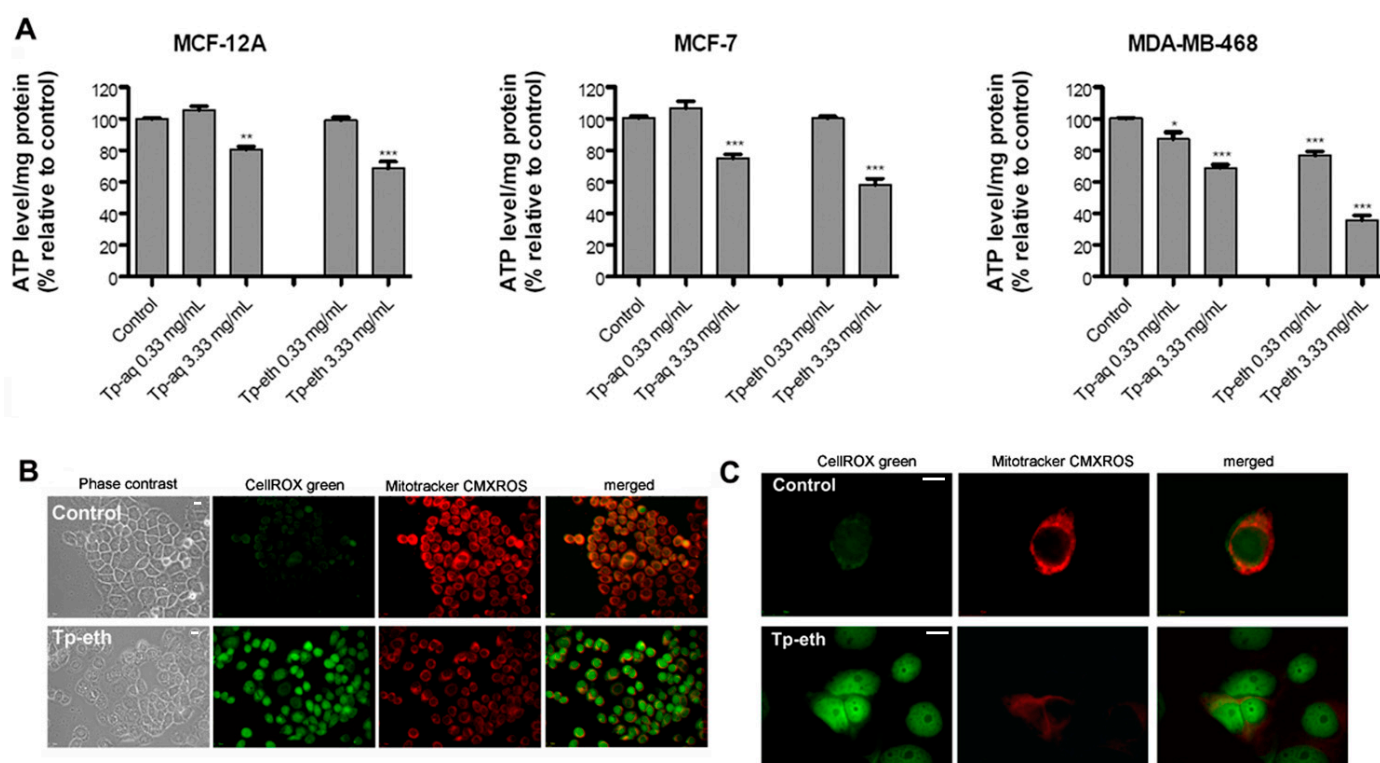 A
MCF-12A
ATP level/mg protein
(% relative to control)
120
100
80
60
40
20
0
**
***
Control
Tp-aq 0.33 mg/mL
Tp-aq 3.33 mg/mL
Tp-eth 0.33 mg/mL
Tp-eth 3.33 mg/mL
MCF-7
ATP level/mg protein
(% relative to control)
120
100
80
60
40
20
0
***
***
Control
Tp-aq 0.33 mg/mL
Tp-aq 3.33 mg/mL
Tp-eth 0.33 mg/mL
Tp-eth 3.33 mg/mL
MDA-MB-468
ATP level/mg protein
(% relative to control)
120
100
80
60
40
20
0
*
***
***
***
Control
Tp-aq 0.33 mg/mL
Tp-aq 3.33 mg/mL
Tp-eth 0.33 mg/mL
Tp-eth 3.33 mg/mL
B
Phase contrast CellROX green Mitotracker CMXROS merged
Control
Tp-eth
C
CellROX green Mitotracker CMXROS merged
Control
Tp-eth